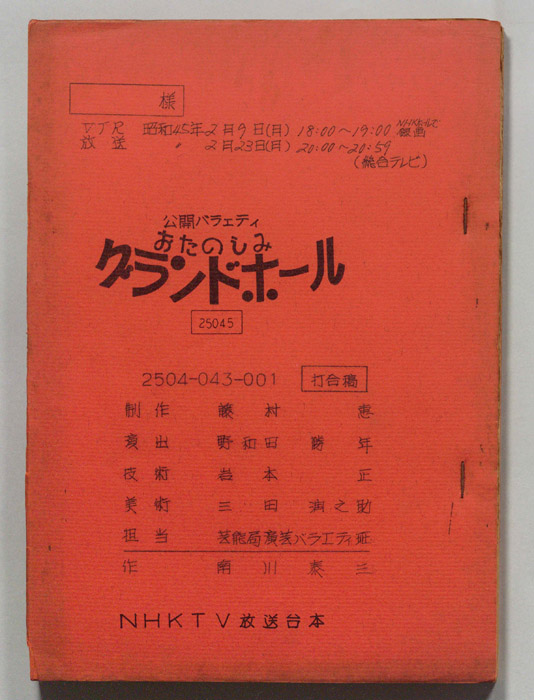 様
VTR 昭和45年2月9日(月) 18:00〜19:00 NHKホールで録画
放送 〃 2月23日(月) 20:00〜20:59
(総合テレビ)
公開バラエティ
おたのしみ
グランドホール
25045
2504-043-001 打合稿
制作 藤村 恵
演出 野和田 勝年
技術 岩本 正
美術 三田 演之助
担当 芸能局演芸バラエティ班
作 南川 泰三
NHKTV放送台本